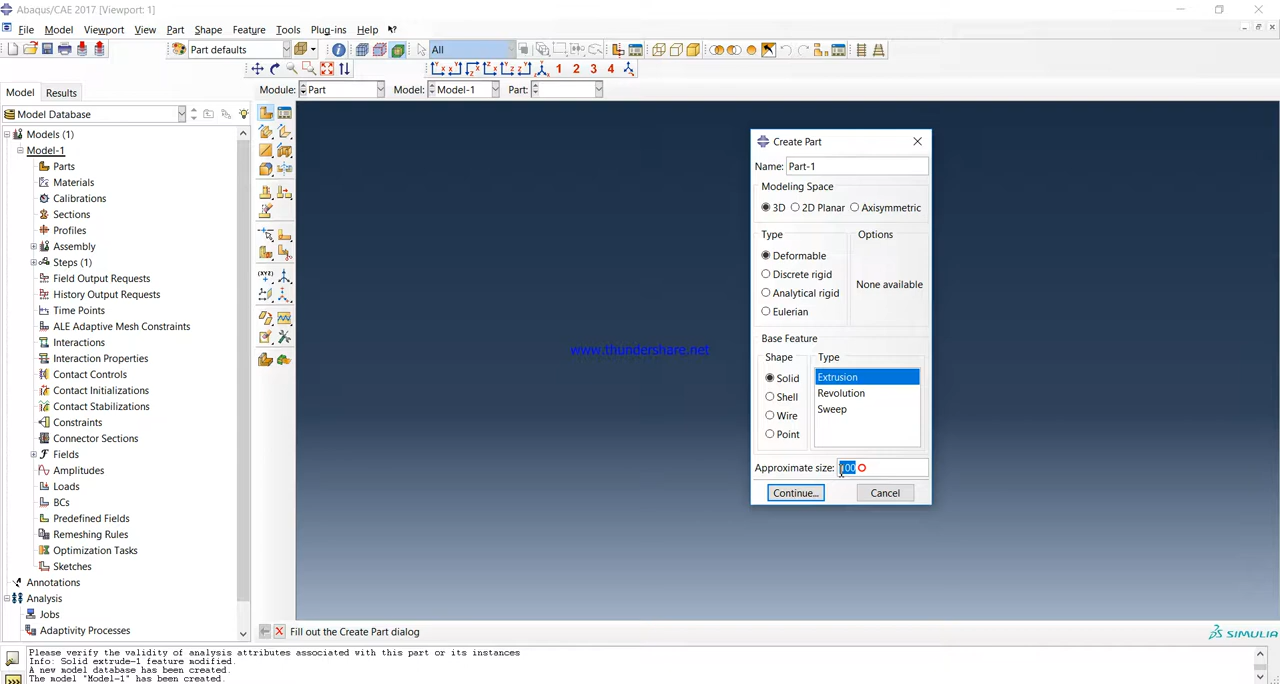 Abaqus/CAE 2017 [Viewport: 1]
File Model Viewport View Part Shape Feature Tools Plug-ins Help
Part defaults All
1 2 3 4
Model Results Module: Part Model: Model-1 Part:
Model Database
Models (1)
Model-1
Parts
Materials
Calibrations
Sections
Profiles
Assembly
Steps (1)
Field Output Requests
History Output Requests
Time Points
ALE Adaptive Mesh Constraints
Interactions
Interaction Properties
Contact Controls
Contact Initializations
Contact Stabilizations
Constraints
Connector Sections
Fields
Amplitudes
Loads
BCs
Predefined Fields
Remeshing Rules
Optimization Tasks
Sketches
Annotations
Analysis
Jobs
Adaptivity Processes
(XYZ)
www.thundershare.net
Create Part
Name: Part-1
Modeling Space
3D 2D Planar Axisymmetric
Type Options
Deformable
Discrete rigid
None available
Analytical rigid
Eulerian
Base Feature
Shape Type
Solid Extrusion
Revolution
Shell
Sweep
Wire
Point
Approximate size:
Continue... Cancel
Fill out the Create Part dialog
SIMULIA
Please verify the validity of analysis attributes associated with this part or its instances
Info: Solid extrude-1 feature modified.
A new model database has been created.
The model "Model-1" has been created.
>>>